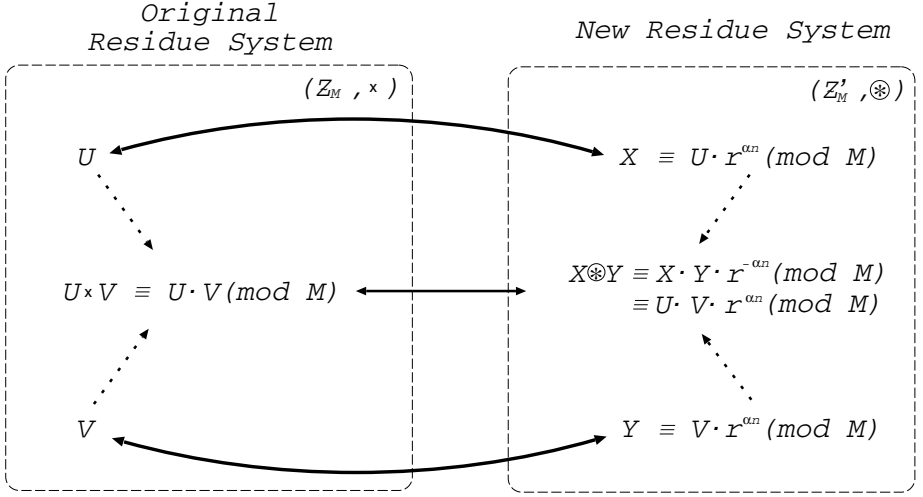 Original
Residue System
(ℤ_M , ×)
U
U×V ≡ U·V(mod M)
V
New Residue System
(ℤ'_M ,⊛)
X ≡ U·r^{αn}(mod M)
X⊛Y ≡ X·Y·r^{-αn}(mod M)
≡U·V·r^{αn}(mod M)
Y ≡ V·r^{αn}(mod M)